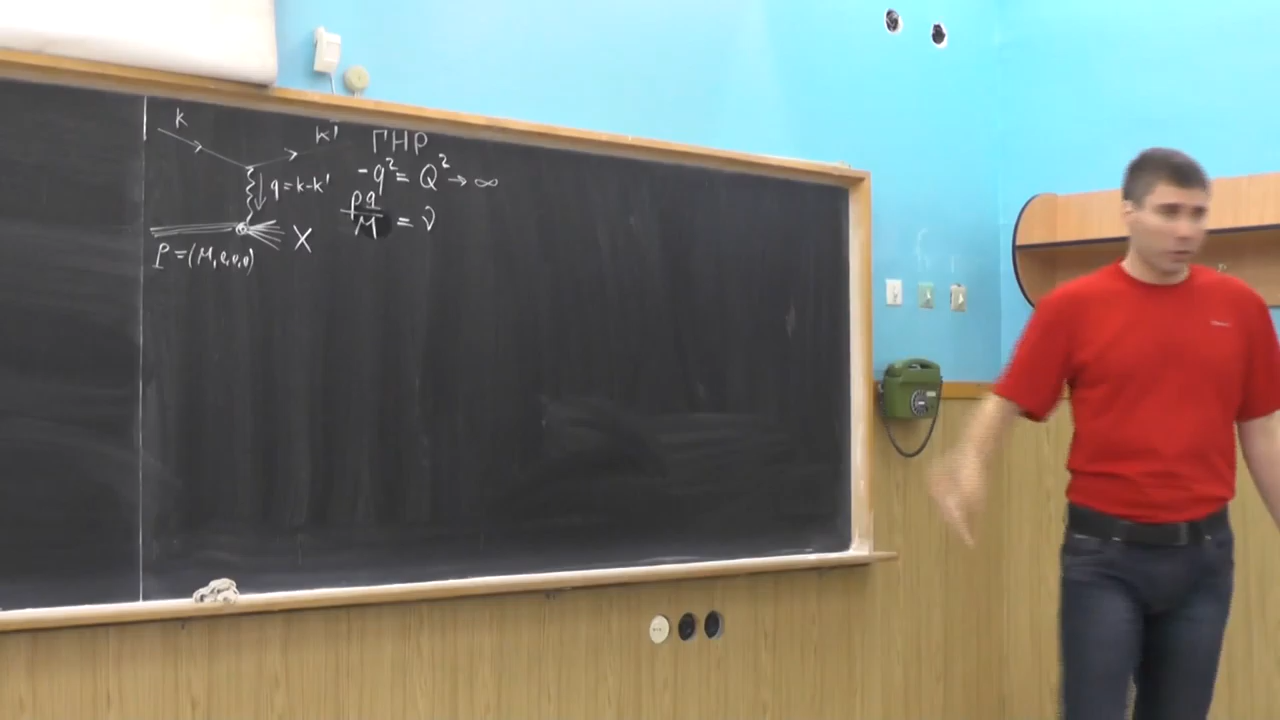 k
k'
ГНР
-q² = Q² → ∞
q = k-k'
pq/M = ν
X
P = (M, 0, 0, 0)